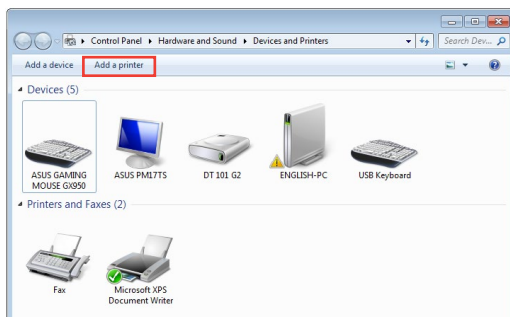 Control Panel ▸ Hardware and Sound ▸ Devices and Printers
Search Dev...
Add a device
Add a printer
Devices (5)
ASUS GAMING
MOUSE GX950
ASUS PM17TS
DT 101 G2
ENGLISH-PC
USB Keyboard
Printers and Faxes (2)
Fax
Microsoft XPS
Document Writer